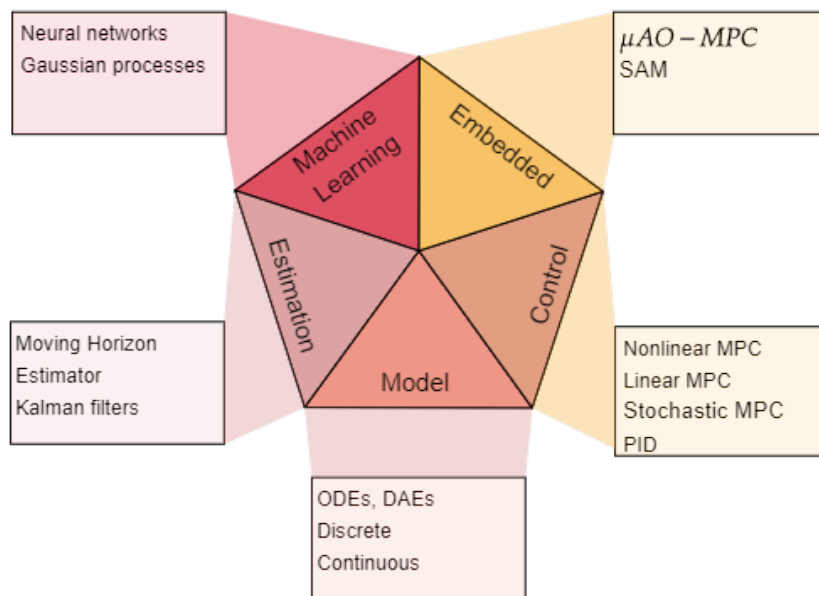 Neural networks
Gaussian processes
μAO – MPC
SAM
Machine
Learning
Embedded
Estimation
Control
Model
Moving Horizon
Estimator
Kalman filters
Nonlinear MPC
Linear MPC
Stochastic MPC
PID
ODEs, DAEs
Discrete
Continuous